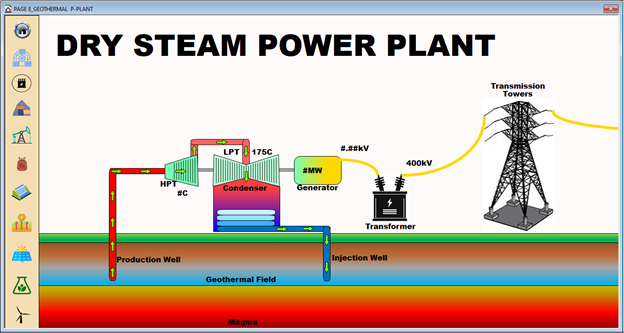 PAGE 8_GEOTHERMAL P-PLANT
DRY STEAM POWER PLANT
Transmission
Towers
#.##kV
400kV
LPT
175C
HPT
#C
Condenser
#MW
Generator
Transformer
Production Well
Injection Well
Geothermal Field
Magma